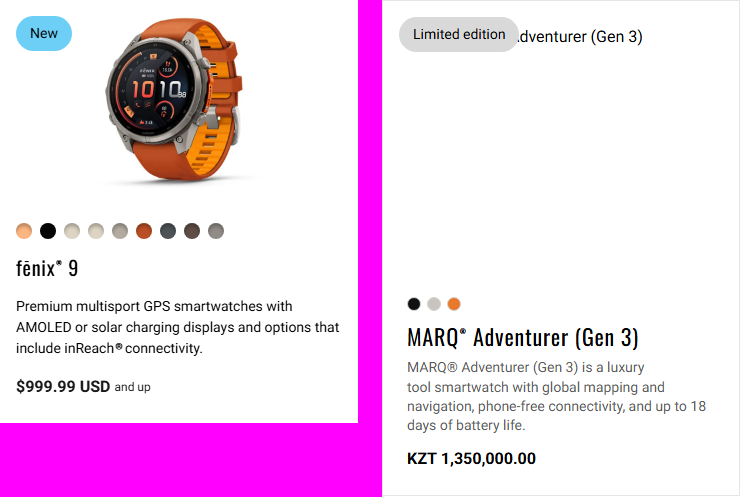 New
10 10
fēnix® 9
Premium multisport GPS smartwatches with
AMOLED or solar charging displays and options that
include inReach® connectivity.
$999.99 USD and up
Limited edition
dventurer (Gen 3)
MARQ® Adventurer (Gen 3)
MARQ® Adventurer (Gen 3) is a luxury
tool smartwatch with global mapping and
navigation, phone-free connectivity, and up to 18
days of battery life.
KZT 1,350,000.00